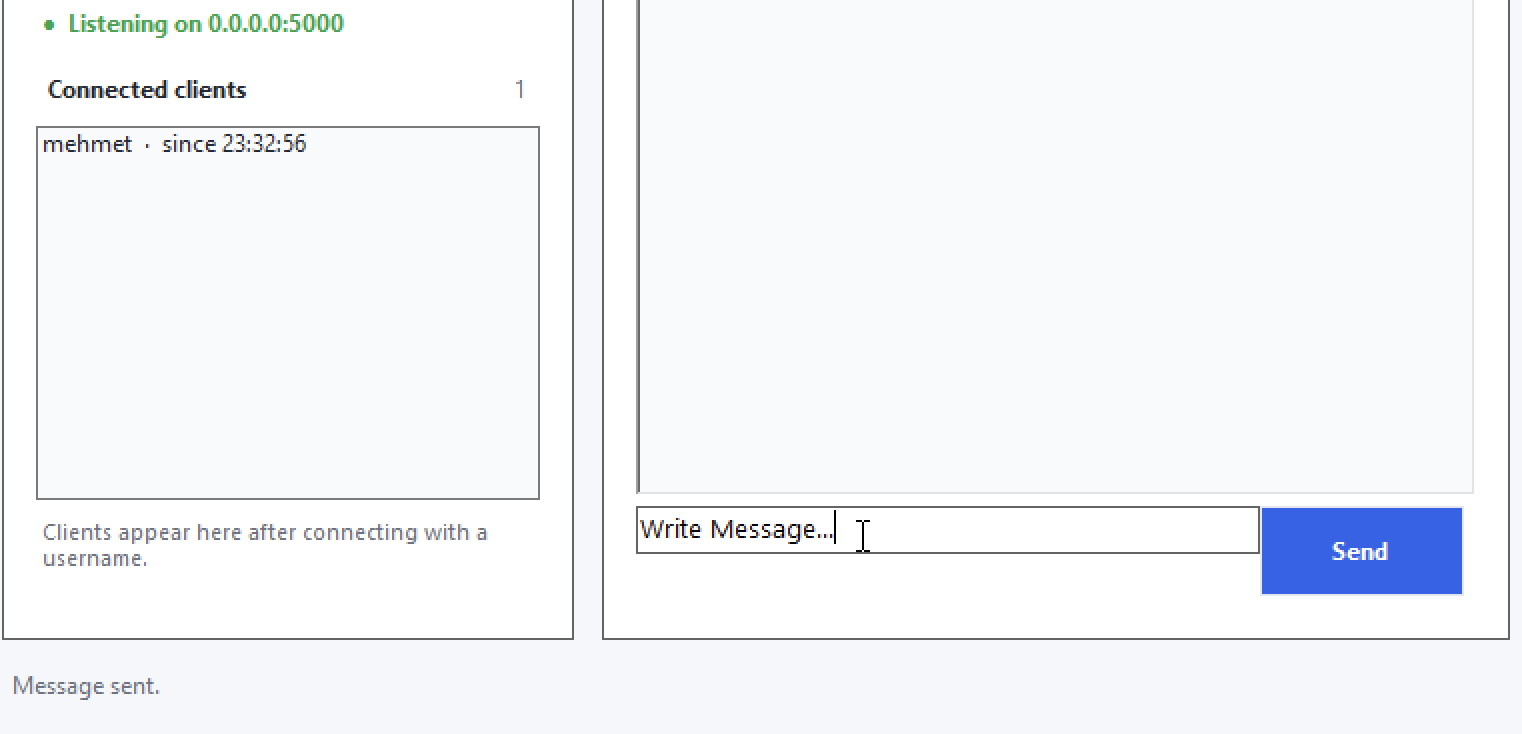 ● Listening on 0.0.0.0:5000
Connected clients 1
mehmet · since 23:32:56
Clients appear here after connecting with a
username.
Write Message...
Send
Message sent.